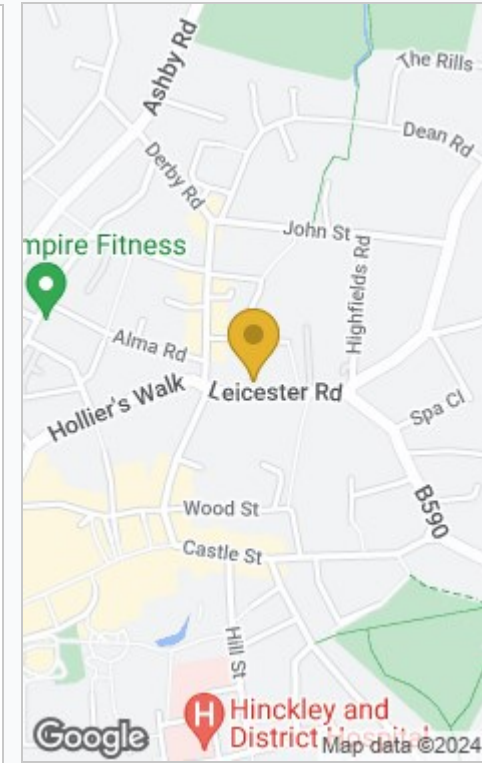 Ashby Rd
The Rills
Dean Rd
Derby Rd
John St
mpire Fitness
Highfields Rd
Alma Rd
Hollier's Walk
Leicester Rd
Spa Cl
B590
Wood St
Castle St
Hill St
H
Hinckley and
District Hospital
Google
Map data ©2024